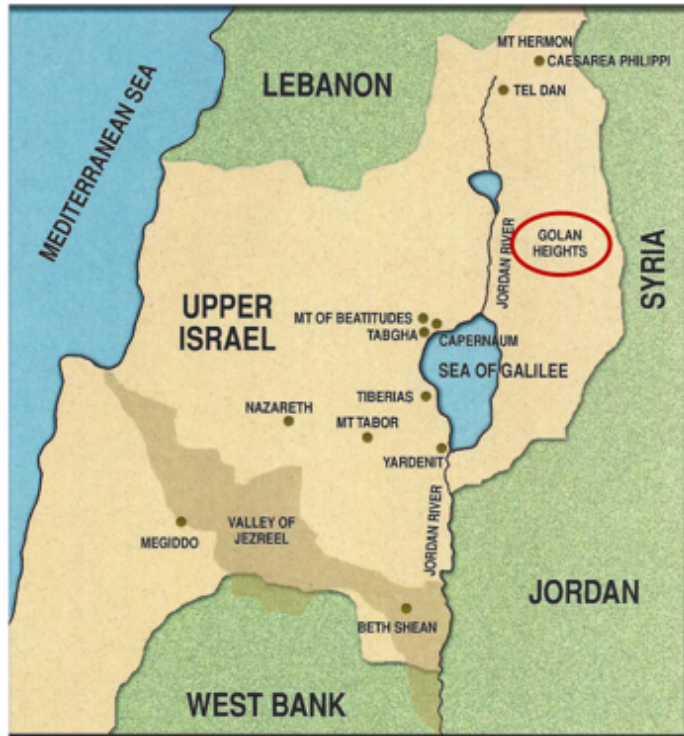 MT HERMON
CAESAREA PHILIPPI
LEBANON
TEL DAN
MEDITERRANEAN SEA
GOLAN
HEIGHTS
JORDAN RIVER
SYRIA
UPPER
ISRAEL
MT OF BEATITUDES
TABGHA
CAPERNAUM
SEA OF GALILEE
TIBERIAS
NAZARETH
MT TABOR
YARDENIT
JORDAN RIVER
VALLEY OF
JEZREEL
MEGIDDO
JORDAN
BETH SHEAN
WEST BANK